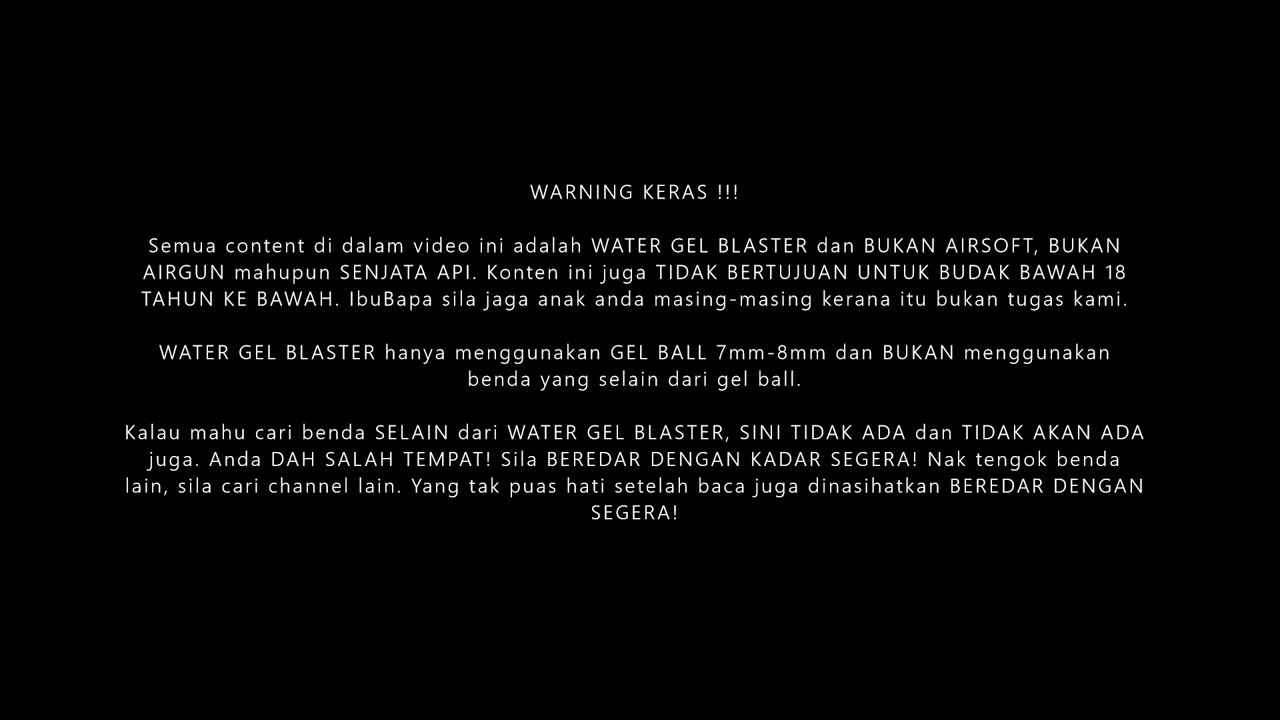 WARNING KERAS !!!
Semua content di dalam video ini adalah WATER GEL BLASTER dan BUKAN AIRSOFT, BUKAN
AIRGUN mahupun SENJATA API. Konten ini juga TIDAK BERTUJUAN UNTUK BUDAK BAWAH 18
TAHUN KE BAWAH. IbuBapa sila jaga anak anda masing-masing kerana itu bukan tugas kami.
WATER GEL BLASTER hanya menggunakan GEL BALL 7mm-8mm dan BUKAN menggunakan
benda yang selain dari gel ball.
Kalau mahu cari benda SELAIN dari WATER GEL BLASTER, SINI TIDAK ADA dan TIDAK AKAN ADA
juga. Anda DAH SALAH TEMPAT! Sila BEREDAR DENGAN KADAR SEGERA! Nak tengok benda
lain, sila cari channel lain. Yang tak puas hati setelah baca juga dinasihatkan BEREDAR DENGAN
SEGERA!